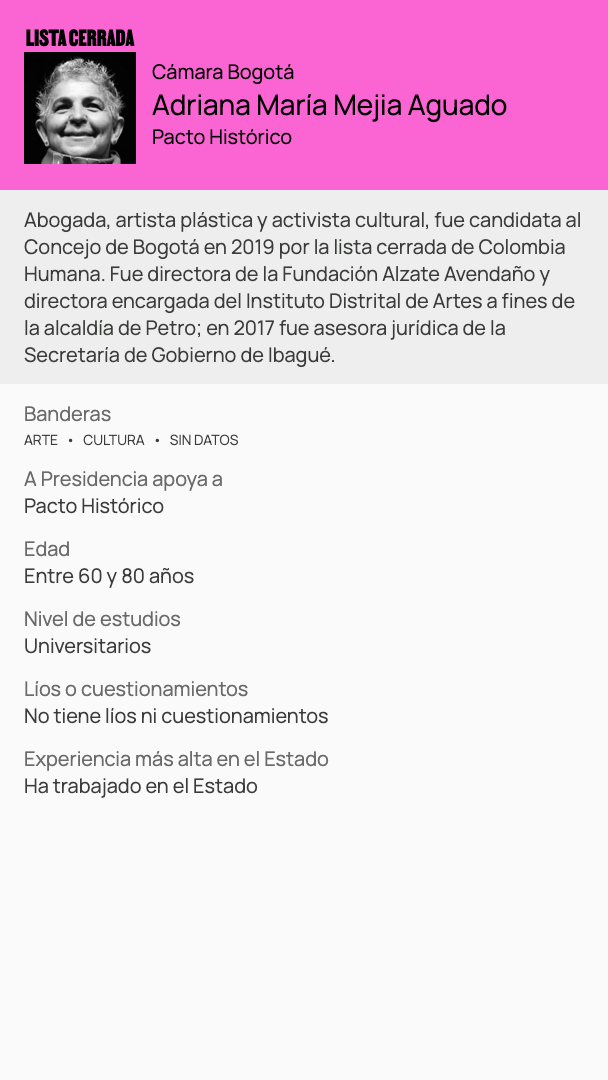 LISTA CERRADA
Cámara Bogotá
Adriana María Mejia Aguado
Pacto Histórico
Abogada, artista plástica y activista cultural, fue candidata al
Concejo de Bogotá en 2019 por la lista cerrada de Colombia
Humana. Fue directora de la Fundación Alzate Avendaño y
directora encargada del Instituto Distrital de Artes a fines de
la alcaldía de Petro; en 2017 fue asesora jurídica de la
Secretaría de Gobierno de Ibagué.
Banderas
ARTE • CULTURA • SIN DATOS
A Presidencia apoya a
Pacto Histórico
Edad
Entre 60 y 80 años
Nivel de estudios
Universitarios
Líos o cuestionamientos
No tiene líos ni cuestionamientos
Experiencia más alta en el Estado
Ha trabajado en el Estado